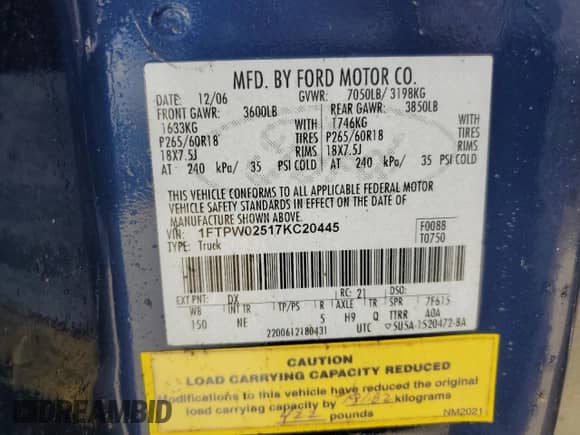 MFD. BY FORD MOTOR CO.
DATE: 12/06 GVWR: 7050LB/ 3198KG
FRONT GAWR: 3600LB REAR GAWR: 3850LB
1633KG WITH 1746KG WITH
P265/60R18 TIRES P265/60R18 TIRES
18X7.5J RIMS 18X7.5J RIMS
AT 240 kPa/ 35 PSI COLD AT 240 kPa/ 35 PSI COLD
THIS VEHICLE CONFORMS TO ALL APPLICABLE FEDERAL MOTOR
VEHICLE SAFETY STANDARDS IN EFFECT ON THE DATE OF
MANUFACTURE SHOWN ABOVE.
VIN: 1FTPW02517KC20445 F0088
TYPE: Truck T0750
EXT PNT: DX RC: 21 DSO:
WB INT TR TP/PS R AXLE TR SPR 7F615
150 NE 5 H9 Q TTRR AOA
2200612180431 UTC 5U5A-1520472-BA
CAUTION
LOAD CARRYING CAPACITY REDUCED
Modifications to this vehicle have reduced the original
load carrying capacity by kilograms
422 pounds NM2021